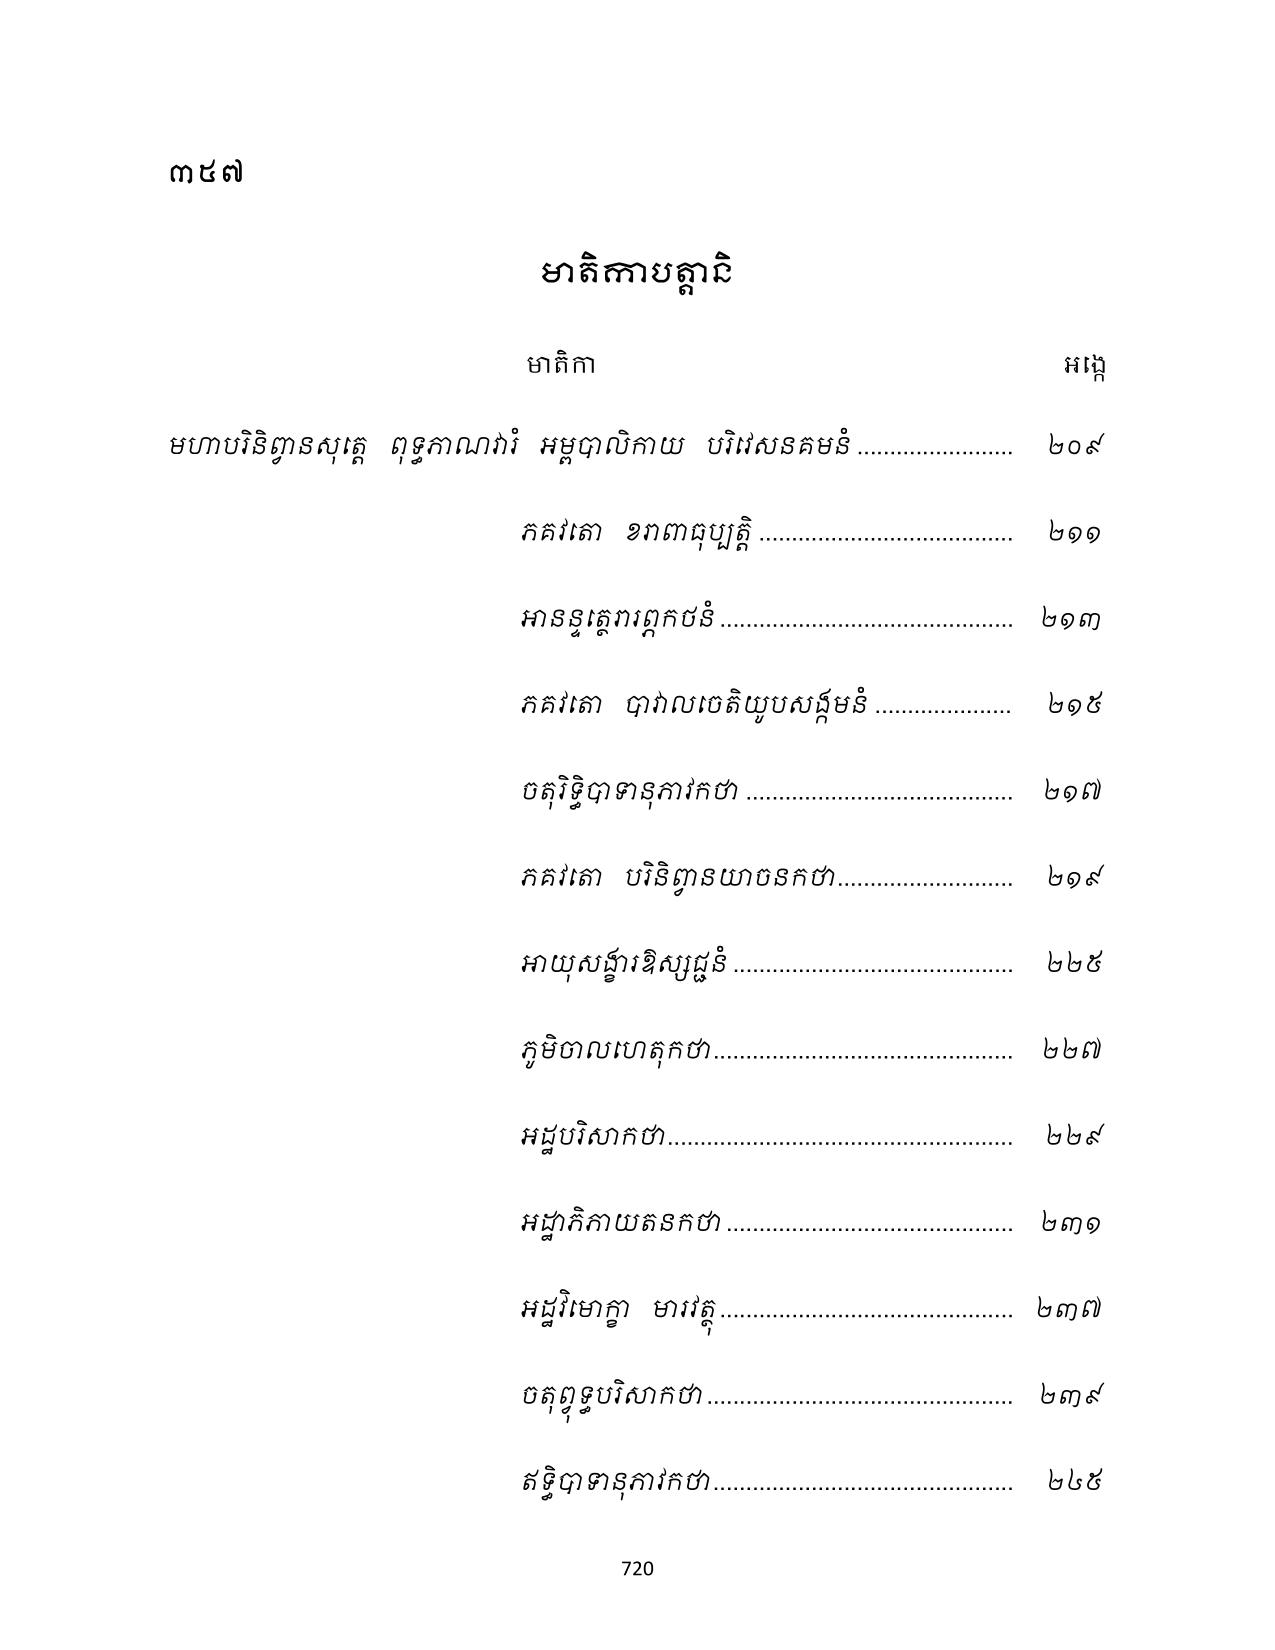 ៣៥៧
មាតិកាបត្តានិ
មាតិកា អង្កេ
មហាបរិនិព្វានសុត្តេ ពុទ្ធភាណវារំ អម្ពបាលិកាយ បរិវេសនគមនំ ........................ ២០៩
ភគវតោ ខរាពាធុប្បត្តិ ....................................... ២១១
អានន្ទត្ថេរារព្ភកថនំ ............................................. ២១៣
ភគវតោ បាវាលចេតិយូបសង្កមនំ ..................... ២១៥
ចតុរិទ្ធិបាទានុភាវកថា ......................................... ២១៧
ភគវតោ បរិនិព្វានយាចនកថា........................... ២១៩
អាយុសង្ខារឱស្សជ្ជនំ ........................................... ២២៥
ភូមិចាលហេតុកថា.............................................. ២២៧
អដ្ឋបរិសាកថា..................................................... ២២៩
អដ្ឋាភិភាយតនកថា ............................................ ២៣១
អដ្ឋវិមោក្ខា មារវត្ថុ............................................. ២៣៧
ចតុព្វុទ្ធបរិសាកថា............................................... ២៣៩
ឥទ្ធិបាទានុភាវកថា.............................................. ២៤៥
720